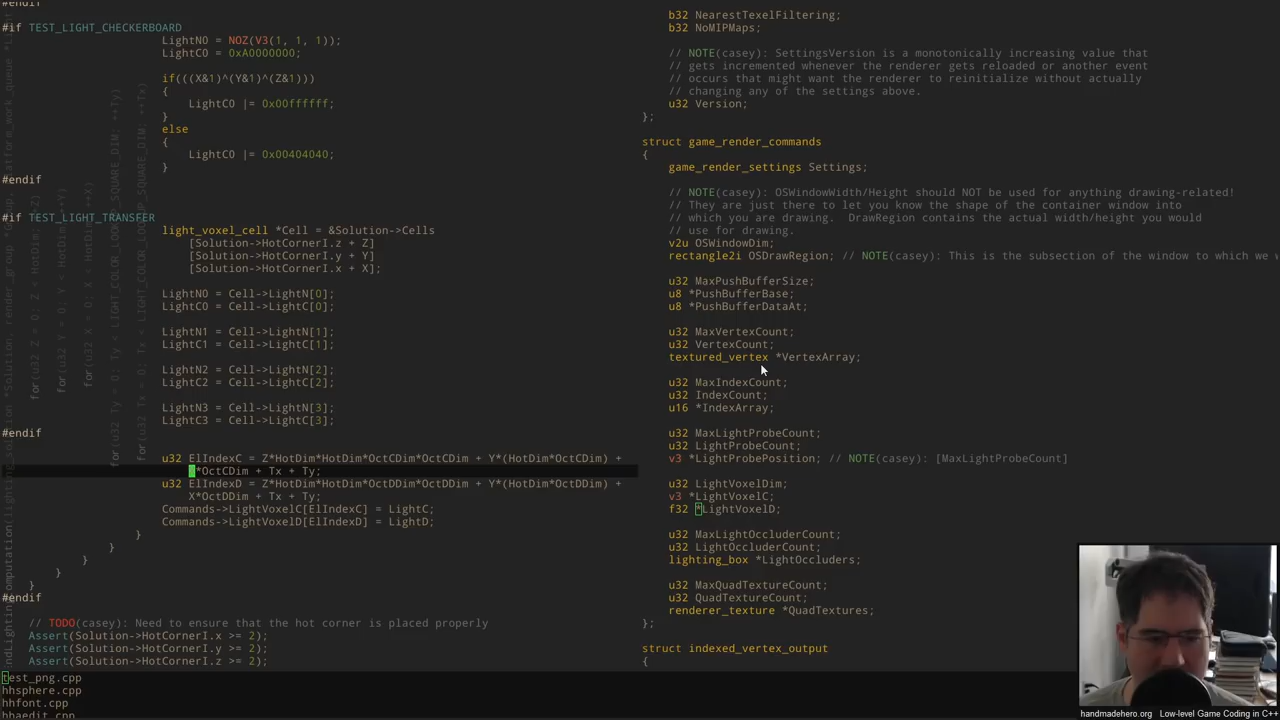 #endif
#if TEST_LIGHT_CHECKERBOARD
LightN0 = NOZ(V3(1, 1, 1));
LightC0 = 0xA0000000;
if(((X&1)^(Y&1)^(Z&1)))
{
LightC0 |= 0x00ffffff;
}
else
{
LightC0 |= 0x00404040;
}
#endif
#if TEST_LIGHT_TRANSFER
light_voxel_cell *Cell = &Solution->Cells
[Solution->HotCornerI.z + Z]
[Solution->HotCornerI.y + Y]
[Solution->HotCornerI.x + X];
LightN0 = Cell->LightN[0];
LightC0 = Cell->LightC[0];
LightN1 = Cell->LightN[1];
LightC1 = Cell->LightC[1];
LightN2 = Cell->LightN[2];
LightC2 = Cell->LightC[2];
LightN3 = Cell->LightN[3];
LightC3 = Cell->LightC[3];
#endif
u32 ElIndexC = Z*HotDim*HotDim*OctCDim*OctCDim + Y*(HotDim*OctCDim) +
X*OctCDim + Tx + Ty;
u32 ElIndexD = Z*HotDim*HotDim*OctDDim*OctDDim + Y*(HotDim*OctDDim) +
X*OctDDim + Tx + Ty;
Commands->LightVoxelC[ElIndexC] = LightC;
Commands->LightVoxelD[ElIndexD] = LightD;
}
}
}
}
}
#endif
// TODO(casey): Need to ensure that the hot corner is placed properly
Assert(Solution->HotCornerI.x >= 2);
Assert(Solution->HotCornerI.y >= 2);
Assert(Solution->HotCornerI.z >= 2);
for(u32 Z = 0; Z < HotDim; ++Z)
for(u32 Y = 0; Y < HotDim; ++Y)
for(u32 X = 0; X < HotDim; ++X)
b32 NearestTexelFiltering;
b32 NoMIPMaps;
// NOTE(casey): SettingsVersion is a monotonically increasing value that
// gets incremented whenever the renderer gets reloaded or another event
// occurs that might want the renderer to reinitialize without actually
// changing any of the settings above.
u32 Version;
};
struct game_render_commands
{
game_render_settings Settings;
// NOTE(casey): OSWindowWidth/Height should NOT be used for anything drawing-related!
// They are just there to let you know the shape of the container window into
// which you are drawing.  DrawRegion contains the actual width/height you would
// use for drawing.
v2u OSWindowDim;
rectangle2i OSDrawRegion; // NOTE(casey): This is the subsection of the window to which we w
u32 MaxPushBufferSize;
u8 *PushBufferBase;
u8 *PushBufferDataAt;
u32 MaxVertexCount;
u32 VertexCount;
textured_vertex *VertexArray;
u32 MaxIndexCount;
u32 IndexCount;
u16 *IndexArray;
u32 MaxLightProbeCount;
u32 LightProbeCount;
v3 *LightProbePosition; // NOTE(casey): [MaxLightProbeCount]
u32 LightVoxelDim;
v3 *LightVoxelC;
f32 *LightVoxelD;
u32 MaxLightOccluderCount;
u32 LightOccluderCount;
lighting_box *LightOccluders;
u32 MaxQuadTextureCount;
u32 QuadTextureCount;
renderer_texture *QuadTextures;
};
struct indexed_vertex_output
{
test_png.cpp
hhsphere.cpp
hhfont.cpp
hhaedit.cpp
handmadehero.org   Low-level Game Coding in C++